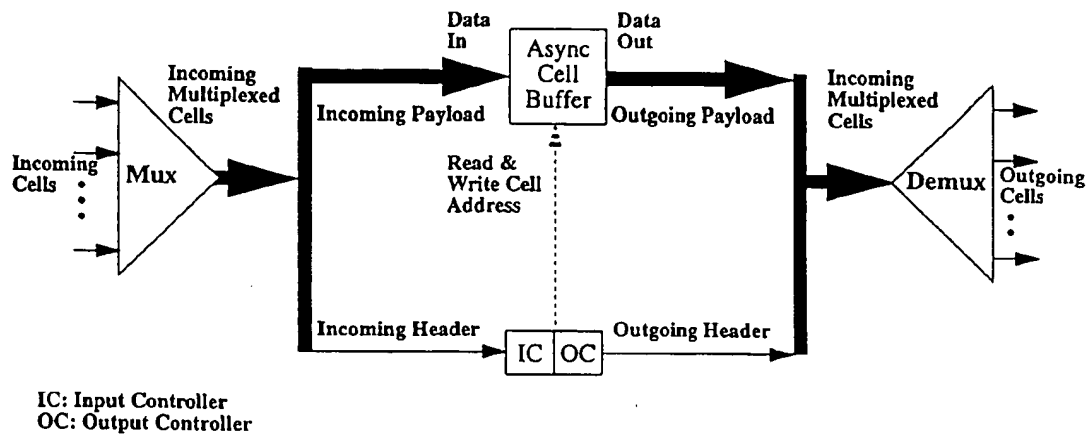 Data
In
Async
Cell
Buffer
Data
Out
Incoming
Multiplexed
Cells
Incoming
Multiplexed
Cells
Incoming Payload
Outgoing Payload
Incoming
Cells
Mux
Read &
Write Cell
Address
Demux
Outgoing
Cells
Incoming Header
IC
OC
Outgoing Header
IC: Input Controller
OC: Output Controller